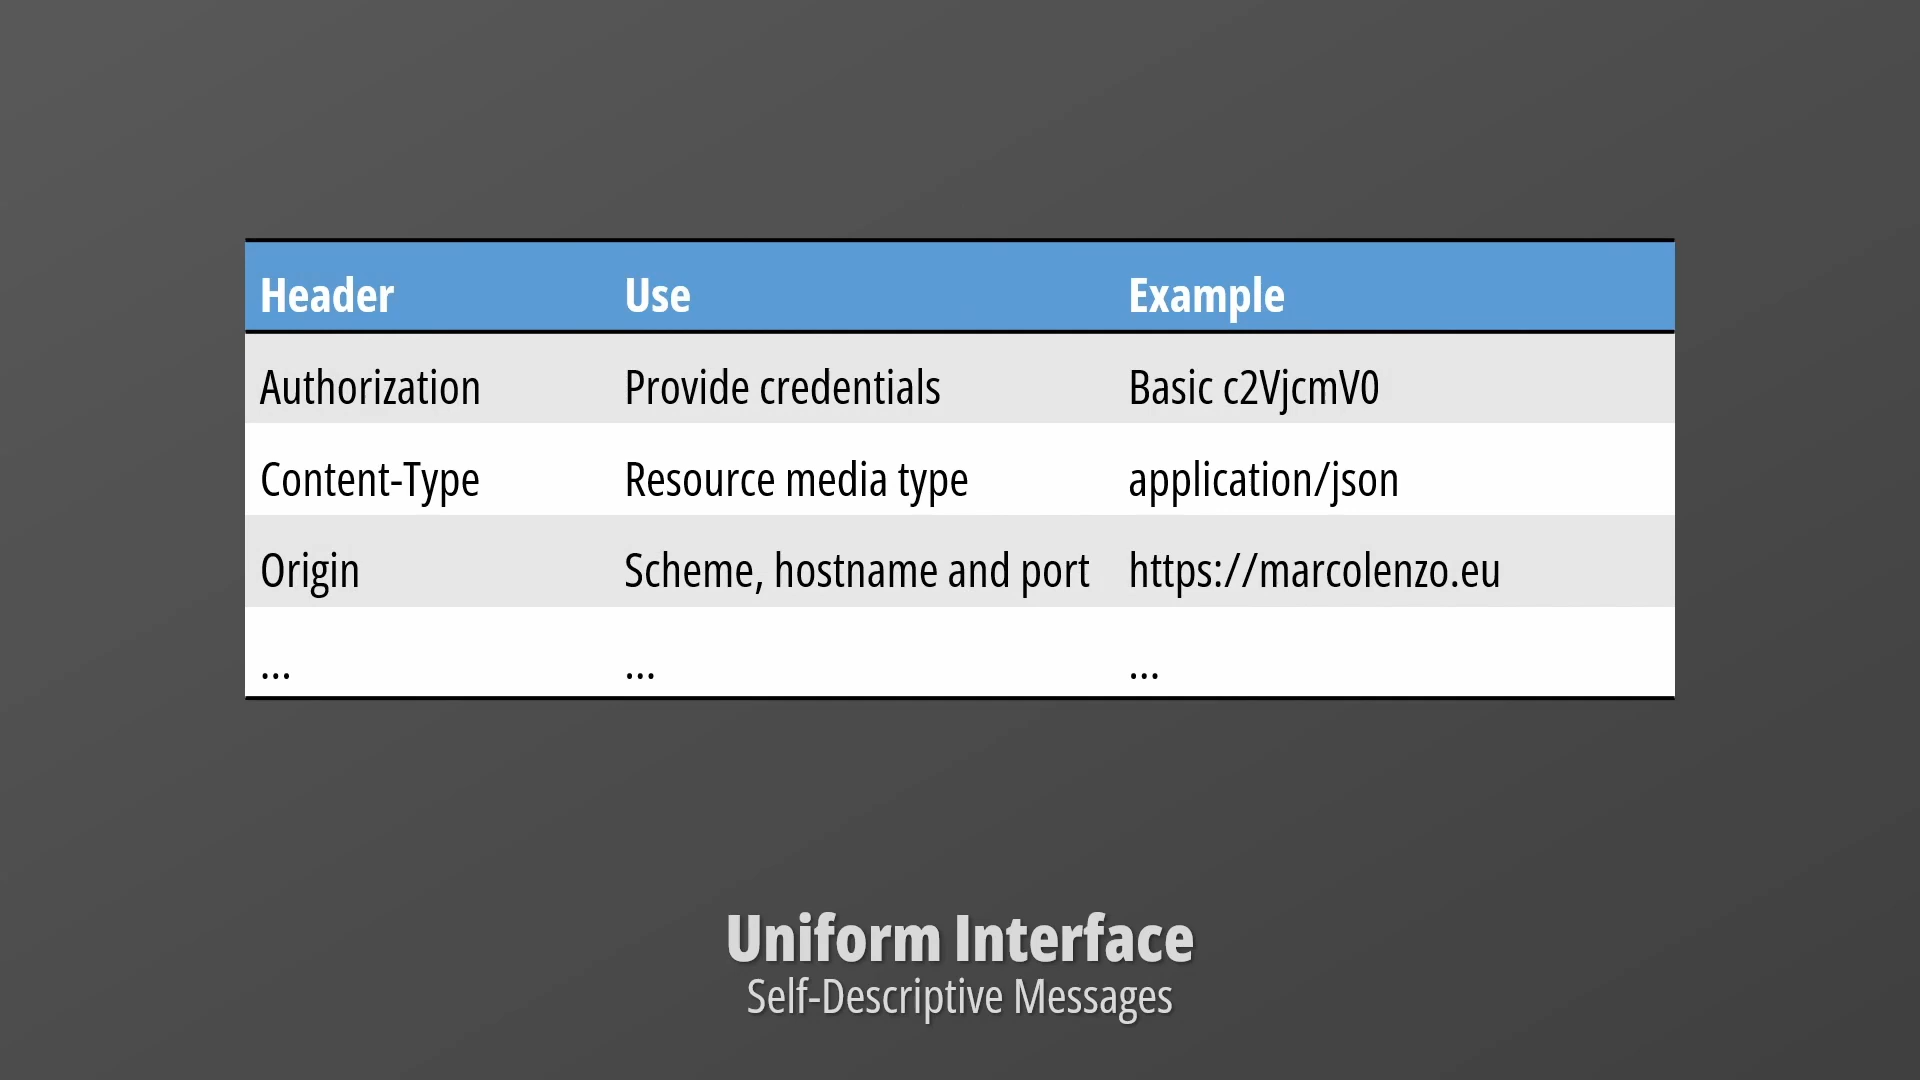 Header Use Example
Authorization Provide credentials Basic c2VjcmV0
Content-Type Resource media type application/json
Origin Scheme, hostname and port https://marcolenzo.eu
... ... ...
Uniform Interface
Self-Descriptive Messages